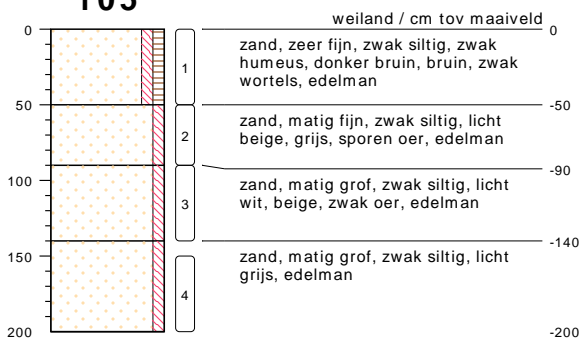 weiland / cm tov maaiveld
0
0
1
zand, zeer fijn, zwak siltig, zwak
humeus, donker bruin, bruin, zwak
wortels, edelman
50
-50
2
zand, matig fijn, zwak siltig, licht
beige, grijs, sporen oer, edelman
-90
100
3
zand, matig grof, zwak siltig, licht
wit, beige, zwak oer, edelman
-140
150
4
zand, matig grof, zwak siltig, licht
grijs, edelman
200
-200